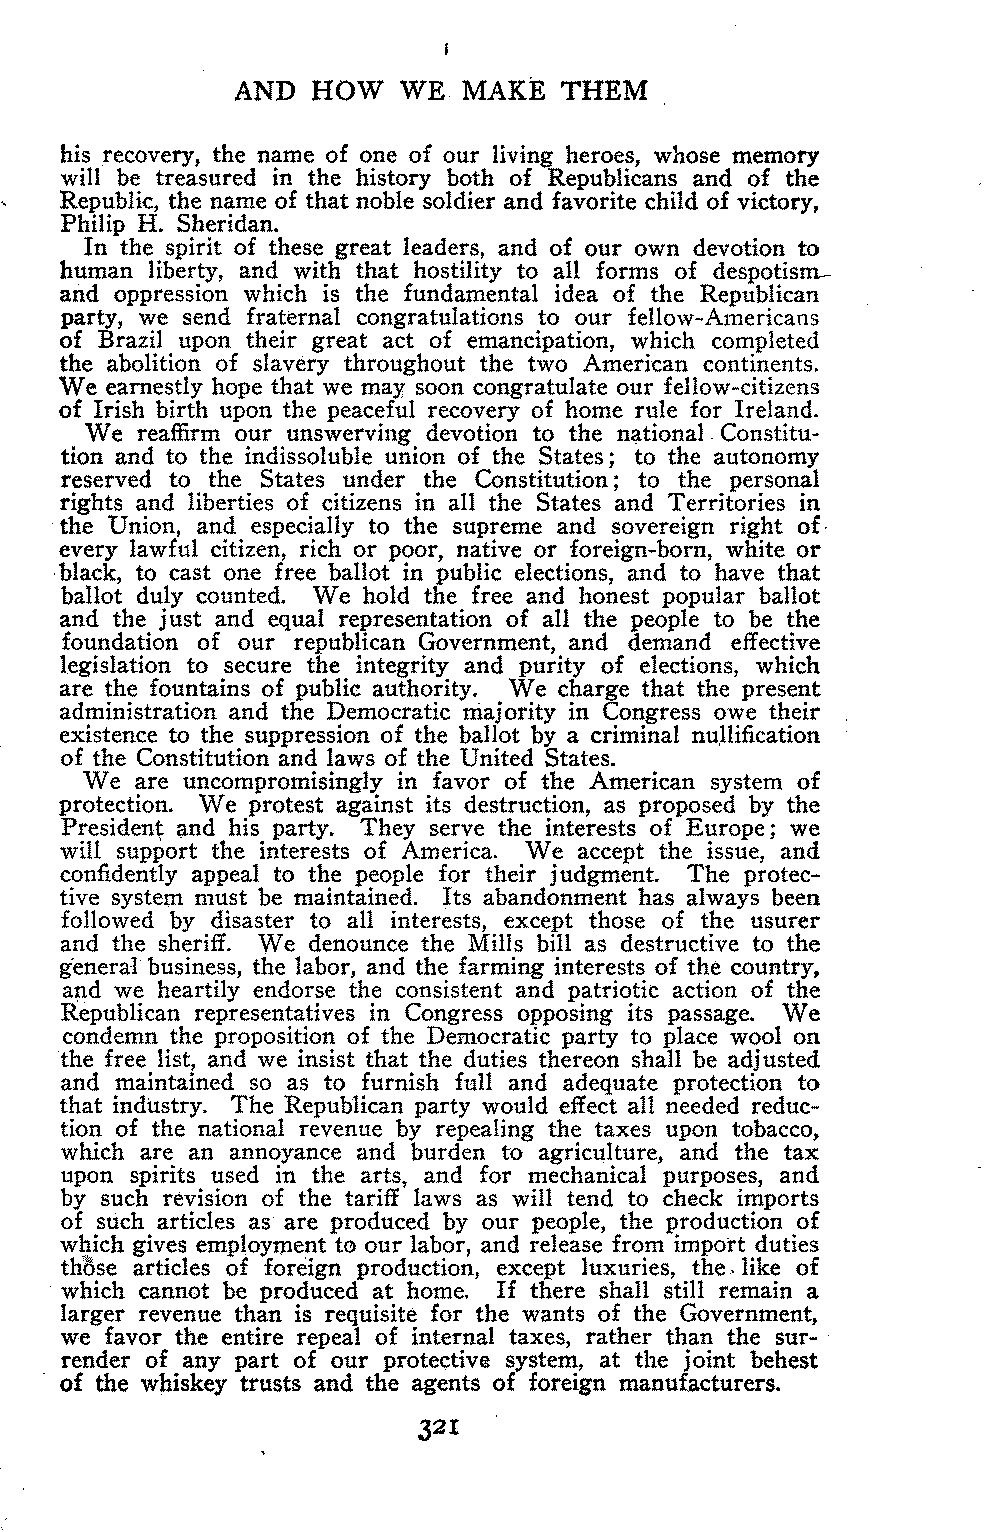 AND HOW WE MAKE THEM
his recovery, the name of one of our living heroes, whose memory
will be treasured in the history both of Republicans and of the
Republic, the name of that noble soldier and favorite child of victory,
Philip H. Sheridan.
In the spirit of these great leaders, and of our own devotion to
human liberty, and with that hostility to all forms of despotism
and oppression which is the fundamental idea of the Republican
party, we send fraternal congratulations to our fellow-Americans
of Brazil upon their great act of emancipation, which completed
the abolition of slavery throughout the two American continents.
We earnestly hope that we may soon congratulate our fellow-citizens
of Irish birth upon the peaceful recovery of home rule for Ireland.
We reaffirm our unswerving devotion to the national Constitu-
tion and to the indissoluble union of the States; to the autonomy
reserved to the States under the Constitution; to the personal
rights and liberties of citizens in all the States and Territories in
the Union, and especially to the supreme and sovereign right of
every lawful citizen, rich or poor, native or foreign-born, white or
black, to cast one free ballot in public elections, and to have that
ballot duly counted. We hold the free and honest popular ballot
and the just and equal representation of all the people to be the
foundation of our republican Government, and demand effective
legislation to secure the integrity and purity of elections, which
are the fountains of public authority. We charge that the present
administration and the Democratic majority in Congress owe their
existence to the suppression of the ballot by a criminal nullification
of the Constitution and laws of the United States.
We are uncompromisingly in favor of the American system of
protection. We protest against its destruction, as proposed by the
President and his party. They serve the interests of Europe; we
will support the interests of America. We accept the issue, and
confidently appeal to the people for their judgment. The protec-
tive system must be maintained. Its abandonment has always been
followed by disaster to all interests, except those of the usurer
and the sheriff. We denounce the Mills bill as destructive to the
general business, the labor, and the farming interests of the country,
and we heartily endorse the consistent and patriotic action of the
Republican representatives in Congress opposing its passage. We
condemn the proposition of the Democratic party to place wool on
the free list, and we insist that the duties thereon shall be adjusted
and maintained so as to furnish full and adequate protection to
that industry. The Republican party would effect all needed reduc-
tion of the national revenue by repealing the taxes upon tobacco,
which are an annoyance and burden to agriculture, and the tax
upon spirits used in the arts, and for mechanical purposes, and
by such revision of the tariff laws as will tend to check imports
of such articles as are produced by our people, the production of
which gives employment to our labor, and release from import duties
those articles of foreign production, except luxuries, the like of
which cannot be produced at home. If there shall still remain a
larger revenue than is requisite for the wants of the Government,
we favor the entire repeal of internal taxes, rather than the sur-
render of any part of our protective system, at the joint behest
of the whiskey trusts and the agents of foreign manufacturers.
321